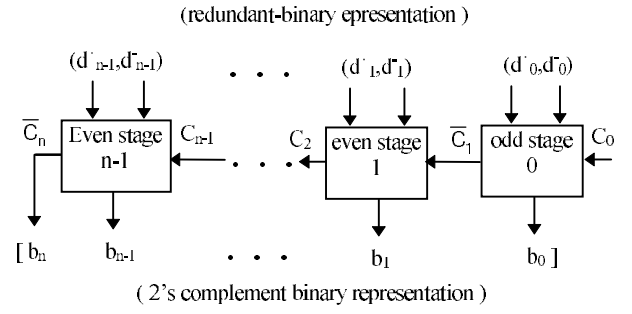 (redundant-binary epresentation )
(d⁺n-1,d⁻n-1) . . . (d⁺1,d⁻1) (d⁺0,d⁻0)
C̅n Even stage n-1 Cn-1 . . . C2 even stage 1 C̅1 odd stage 0 C0
[ bn bn-1 . . . b1 b0 ]
( 2's complement binary representation )